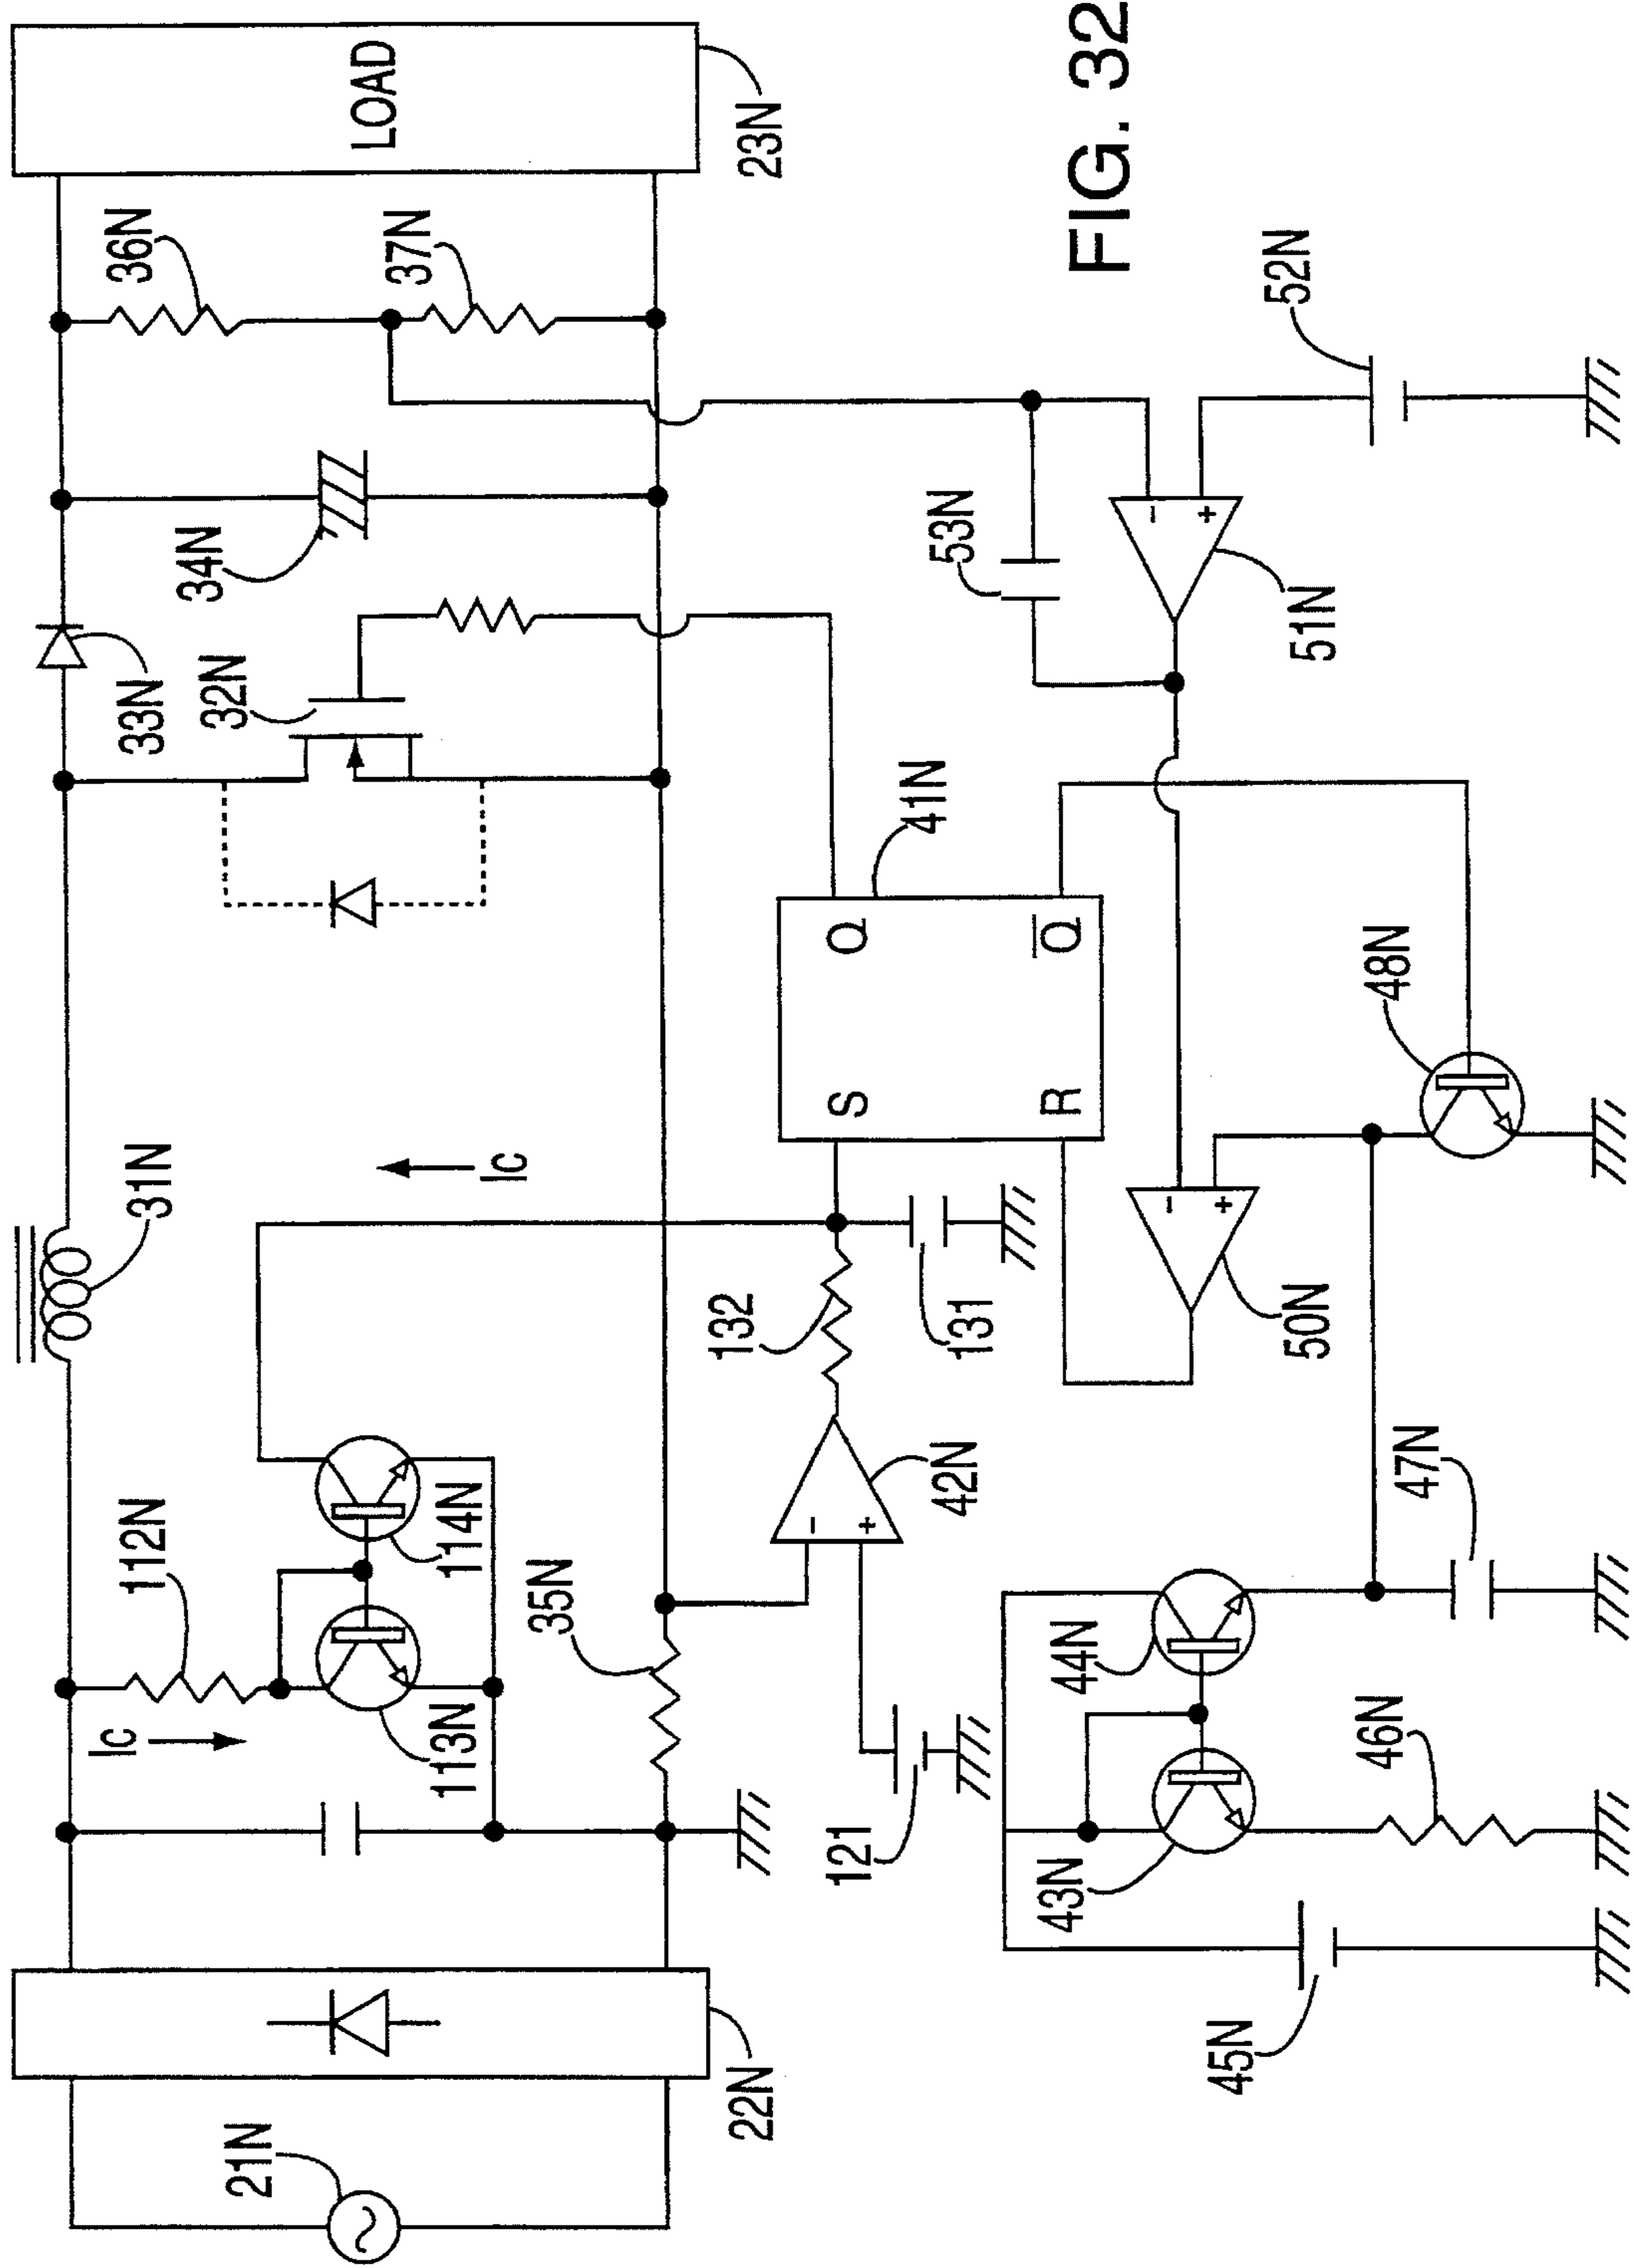 21N
22N
Ic
112N
113N
114N
31N
33N
32N
34N
36N
37N
LOAD
23N
35N
Ic
121
- +
42N
132
131
S Q
R Q̅
41N
53N
- +
51N
52N
- +
50N
48N
45N
43N
44N
46N
47N
FIG. 32